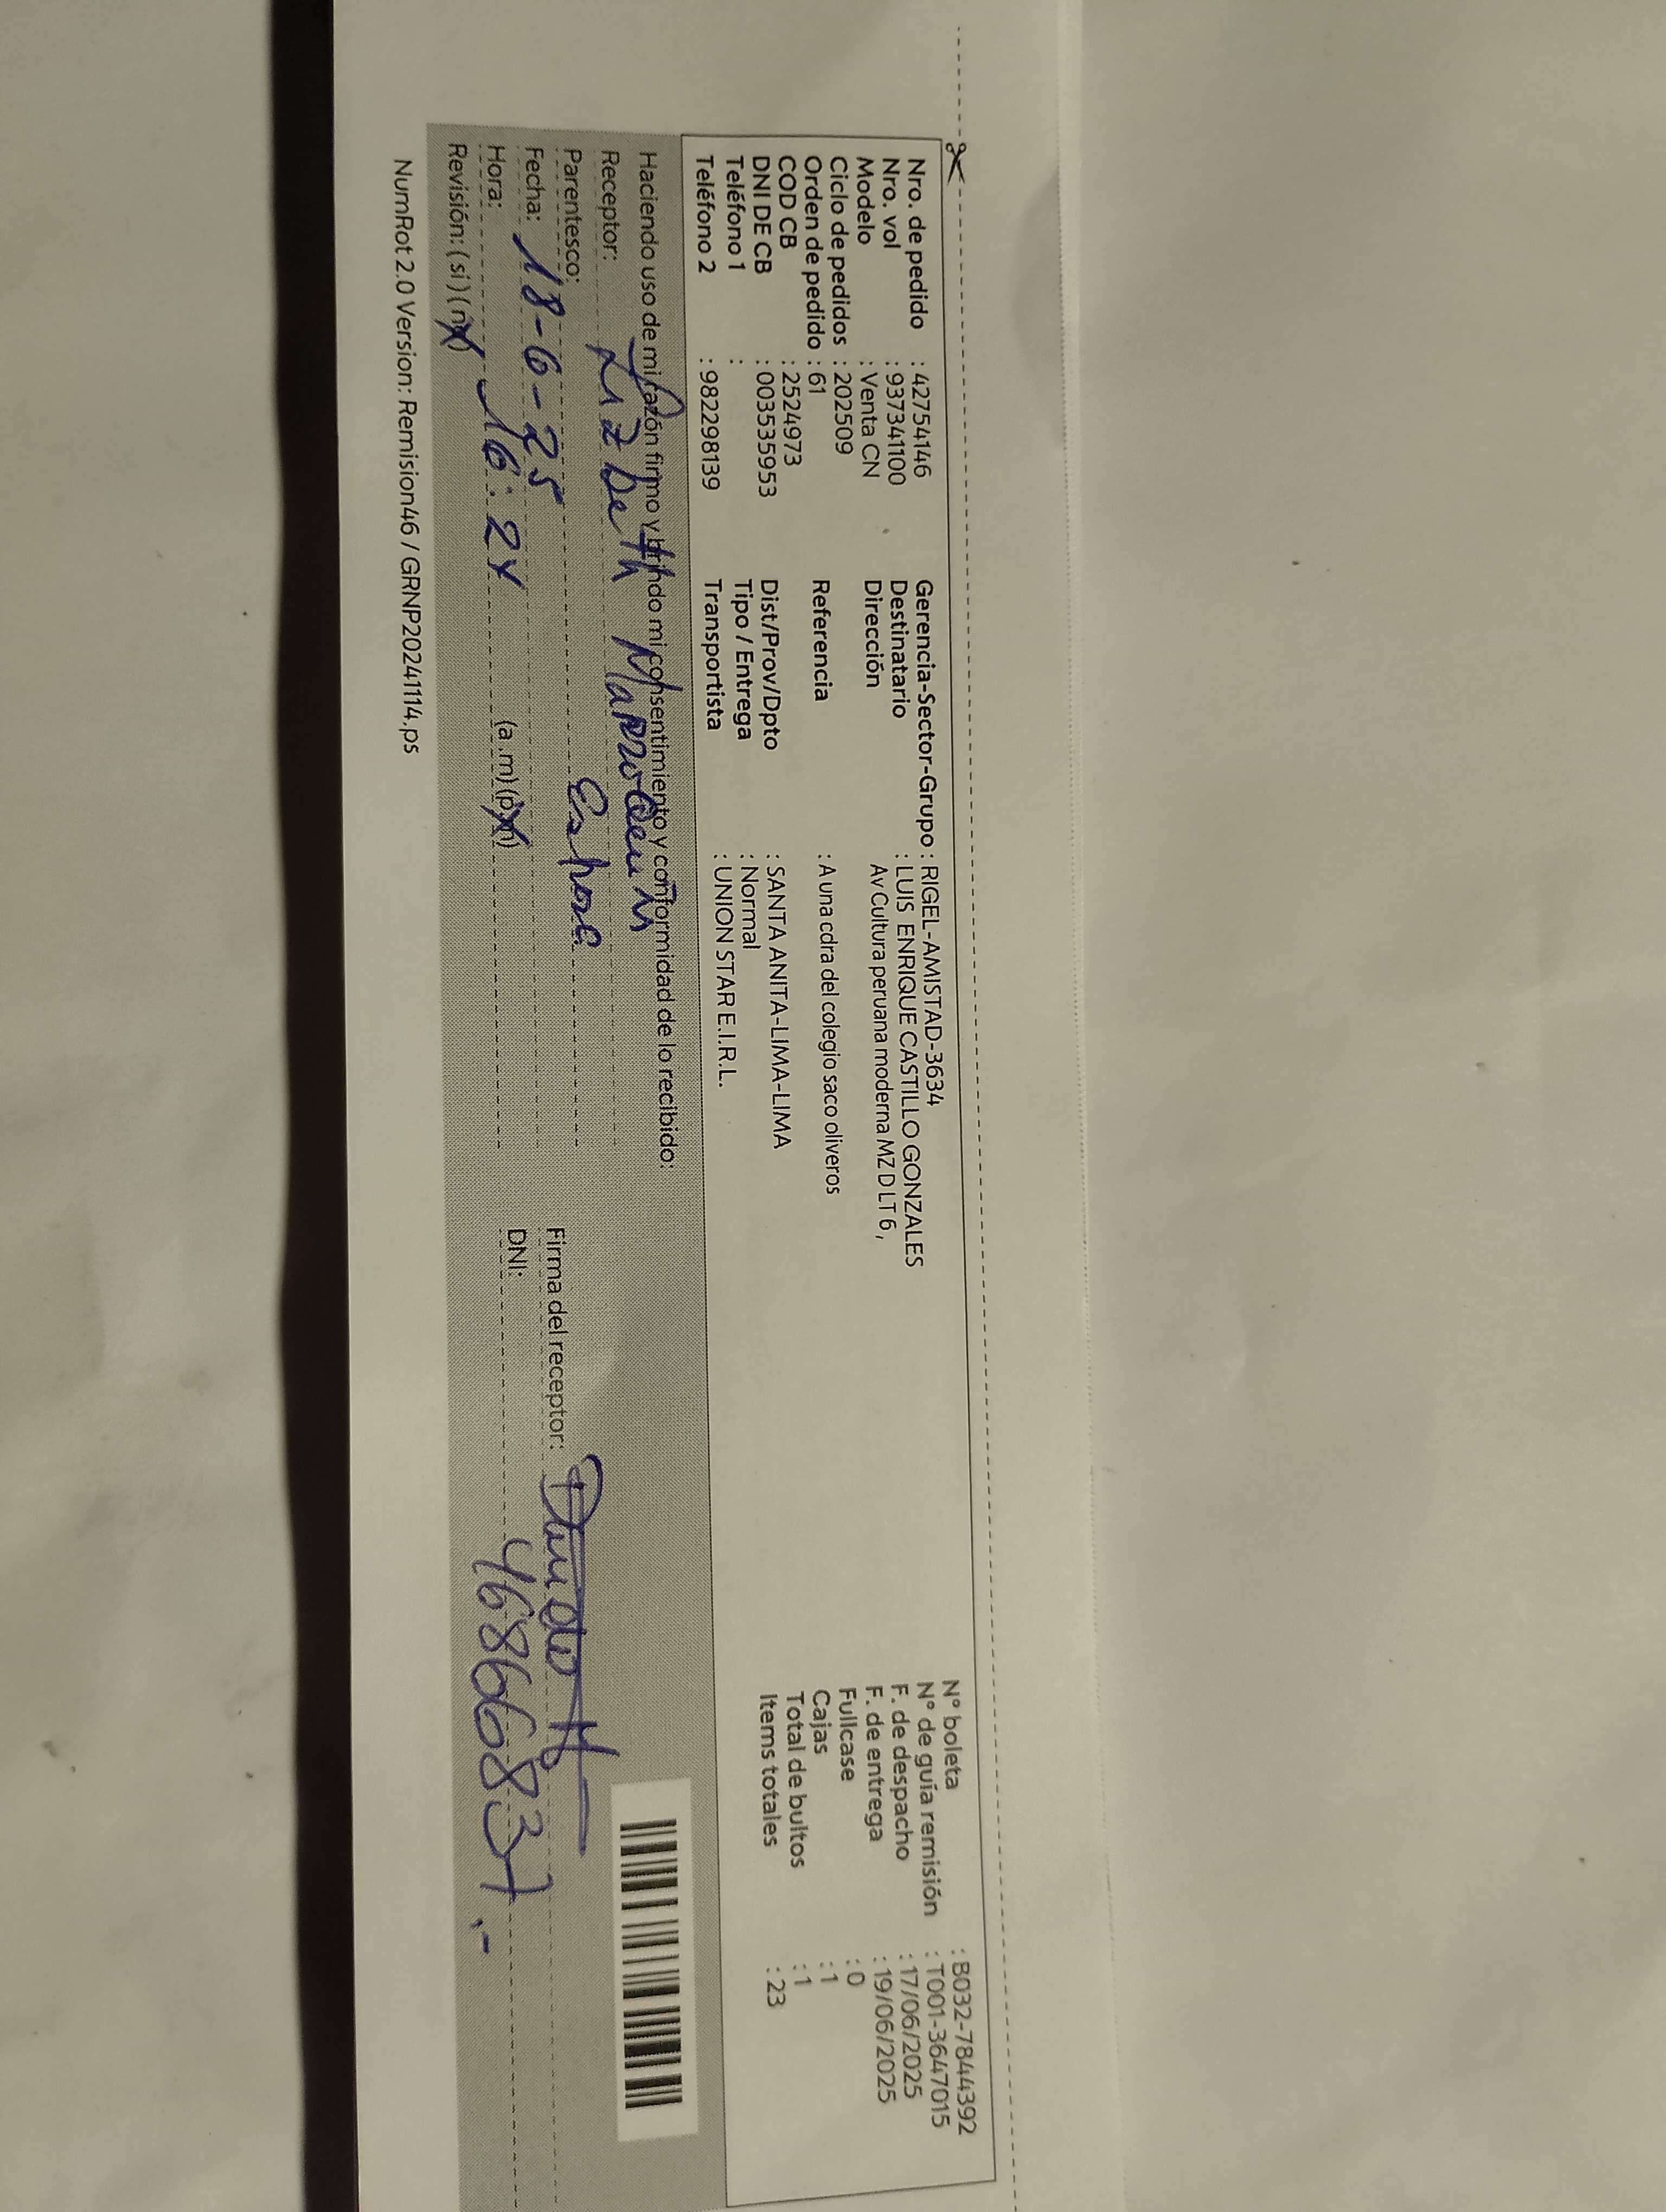 Nro. de pedido : 42754146
Nro. vol : 937341100
Modelo : Venta CN
Ciclo de pedidos : 202509
Orden de pedido : 61
COD CB : 2524973
DNI DE CB : 003535953
Teléfono 1 :
Teléfono 2 : 982298139
Gerencia-Sector-Grupo : RIGEL-AMISTAD-3634
Destinatario : LUIS ENRIQUE CASTILLO GONZALES
Dirección Av Cultura peruana moderna MZ D LT 6 ,
Referencia : A una cdra del colegio saco oliveros
Dist/Prov/Dpto : SANTA ANITA-LIMA-LIMA
Tipo / Entrega : Normal
Transportista : UNION STAR E.I.R.L.
N° boleta : B032-7844392
N° de guía remisión : T001-3647015
F. de despacho : 17/06/2025
F. de entrega : 19/06/2025
Fullcase : 0
Cajas : 1
Total de bultos : 1
Items totales : 23
Haciendo uso de mi razón firmo y brindo mi consentimiento y conformidad de lo recibido:
Receptor: Lizbeth
Parentesco:
Fecha: 18-6-25
Hora: 16:24 (a.m) (p.m)
Revisión: ( si ) ( no )
Firma del receptor:
DNI: 46866837.-
NumRot 2.0 Version: Remision46 / GRNP20241114.ps